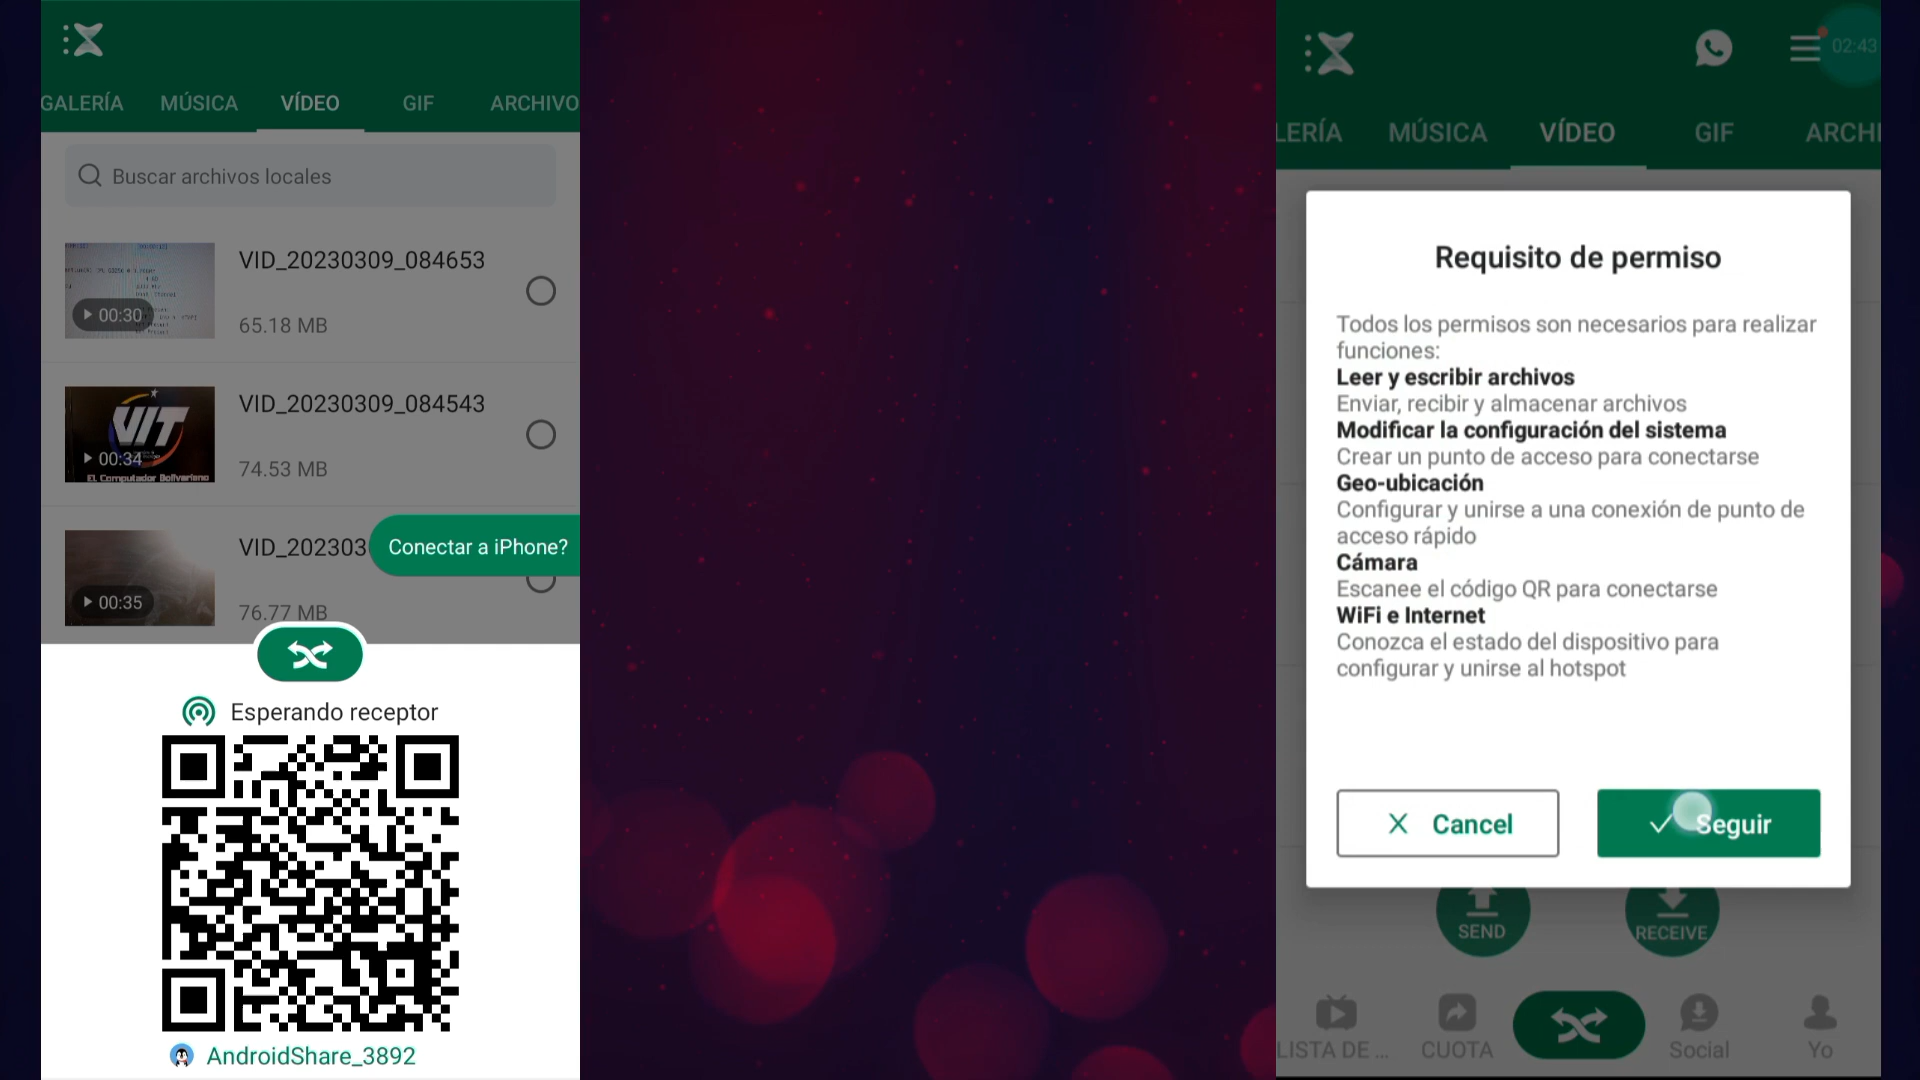 GALERÍA MÚSICA VÍDEO GIF ARCHIVO
Buscar archivos locales
VID_20230309_084653
00:30
65.18 MB
VID_20230309_084543
VIT
00:34
El Computador Bolivariano
74.53 MB
VID_202303
Conectar a iPhone?
00:35
76.77 MB
Esperando receptor
AndroidShare_3892
02:43
LERÍA MÚSICA VÍDEO GIF ARCHI
Requisito de permiso
Todos los permisos son necesarios para realizar
funciones:
Leer y escribir archivos
Enviar, recibir y almacenar archivos
Modificar la configuración del sistema
Crear un punto de acceso para conectarse
Geo-ubicación
Configurar y unirse a una conexión de punto de
acceso rápido
Cámara
Escanee el código QR para conectarse
WiFi e Internet
Conozca el estado del dispositivo para
configurar y unirse al hotspot
Cancel Seguir
SEND RECEIVE
LISTA DE ... CUOTA Social Yo